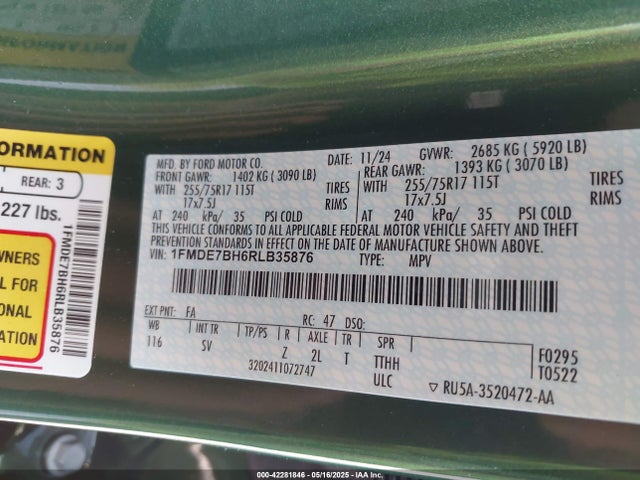 ORMATION
REAR: 3
227 lbs.
WNERS
L FOR
ONAL
ION
1FMDE7BH6RLB35876
MFD. BY FORD MOTOR CO.
DATE: 11/24 GVWR: 2685 KG ( 5920 LB)
FRONT GAWR: 1402 KG ( 3090 LB)
REAR GAWR: 1393 KG ( 3070 LB)
WITH 255/75R17 115T TIRES
WITH 255/75R17 115T TIRES
17x7.5J RIMS
17x7.5J RIMS
AT 240 kPa/ 35 PSI COLD
AT 240 kPa/ 35 PSI COLD
THIS VEHICLE CONFORMS TO ALL APPLICABLE FEDERAL MOTOR VEHICLE SAFETY AND THEFT
PREVENTION STANDARDS IN EFFECT ON THE DATE OF MANUFACTURE SHOWN ABOVE.
VIN: 1FMDE7BH6RLB35876 TYPE: MPV
EXT PNT: FA RC: 47 DSO:
WB INT TR TP/PS R AXLE TR SPR
116 SV Z 2L T TTHH
3202411072747 ULC
F0295
T0522
▽ RU5A-3520472-AA
000-42281846 - 05/16/2025 - IAA Inc.